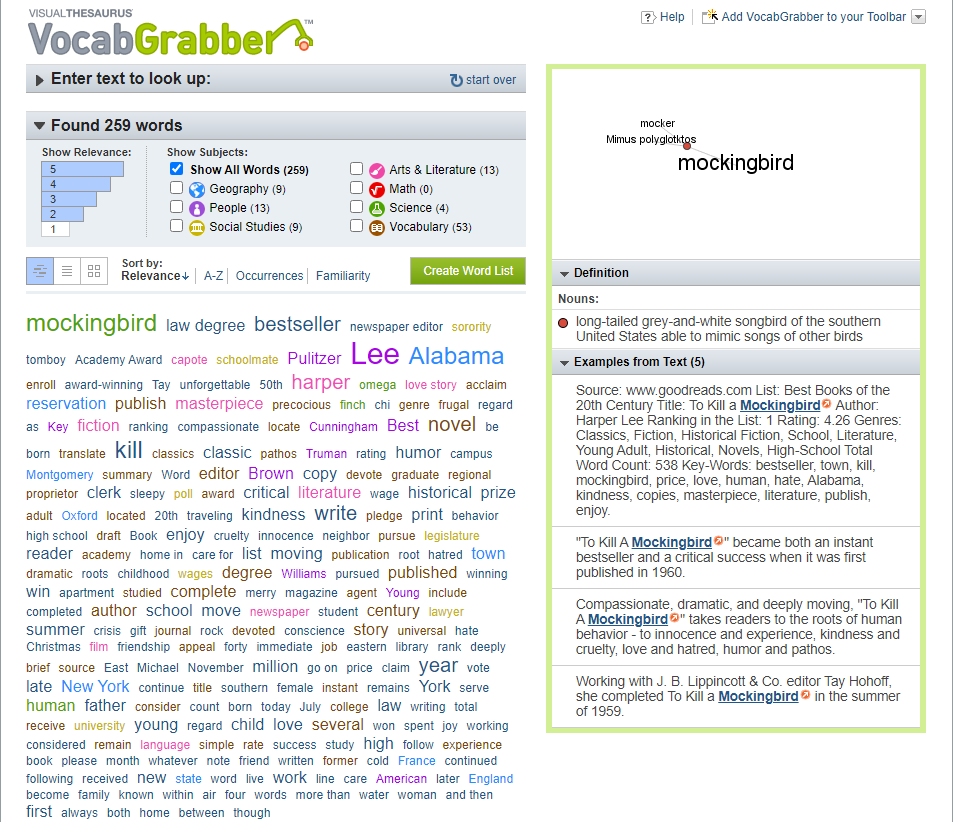 VISUALTHESAURUS
VocabGrabber™
Help
Add VocabGrabber to your Toolbar
Enter text to look up:
start over
Found 259 words
Show Relevance:
5
4
3
2
1
Show Subjects:
Show All Words (259)
Geography (9)
People (13)
Social Studies (9)
Arts & Literature (13)
Math (0)
Science (4)
Vocabulary (53)
Sort by:
Relevance↓ A-Z Occurrences Familiarity
Create Word List
mockingbird law degree bestseller newspaper editor sorority
tomboy Academy Award capote schoolmate Pulitzer Lee Alabama
enroll award-winning Tay unforgettable 50th harper omega love story acclaim
reservation publish masterpiece precocious finch chi genre frugal regard
as Key fiction ranking compassionate locate Cunningham Best novel be
born translate kill classics classic pathos Truman rating humor campus
Montgomery summary Word editor Brown copy devote graduate regional
proprietor clerk sleepy poll award critical literature wage historical prize
adult Oxford located 20th traveling kindness write pledge print behavior
high school draft Book enjoy cruelty innocence neighbor pursue legislature
reader academy home in care for list moving publication root hatred town
dramatic roots childhood wages degree Williams pursued published winning
win apartment studied complete merry magazine agent Young include
completed author school move newspaper student century lawyer
summer crisis gift journal rock devoted conscience story universal hate
Christmas film friendship appeal forty immediate job eastern library rank deeply
brief source East Michael November million go on price claim year vote
late New York continue title southern female instant remains York serve
human father consider count born today July college law writing total
receive university young regard child love several won spent joy working
considered remain language simple rate success study high follow experience
book please month whatever note friend written former cold France continued
following received new state word live work line care American later England
become family known within air four words more than water woman and then
first always both home between though
mocker
Mimus polyglotktos
mockingbird
Definition
Nouns:
long-tailed grey-and-white songbird of the southern
United States able to mimic songs of other birds
Examples from Text (5)
Source: www.goodreads.com List: Best Books of the
20th Century Title: To Kill a Mockingbird Author:
Harper Lee Ranking in the List: 1 Rating: 4.26 Genres:
Classics, Fiction, Historical Fiction, School, Literature,
Young Adult, Historical, Novels, High-School Total
Word Count: 538 Key-Words: bestseller, town, kill,
mockingbird, price, love, human, hate, Alabama,
kindness, copies, masterpiece, literature, publish,
enjoy.
"To Kill A Mockingbird" became both an instant
bestseller and a critical success when it was first
published in 1960.
Compassionate, dramatic, and deeply moving, "To Kill
A Mockingbird" takes readers to the roots of human
behavior - to innocence and experience, kindness and
cruelty, love and hatred, humor and pathos.
Working with J. B. Lippincott & Co. editor Tay Hohoff,
she completed To Kill a Mockingbird in the summer
of 1959.